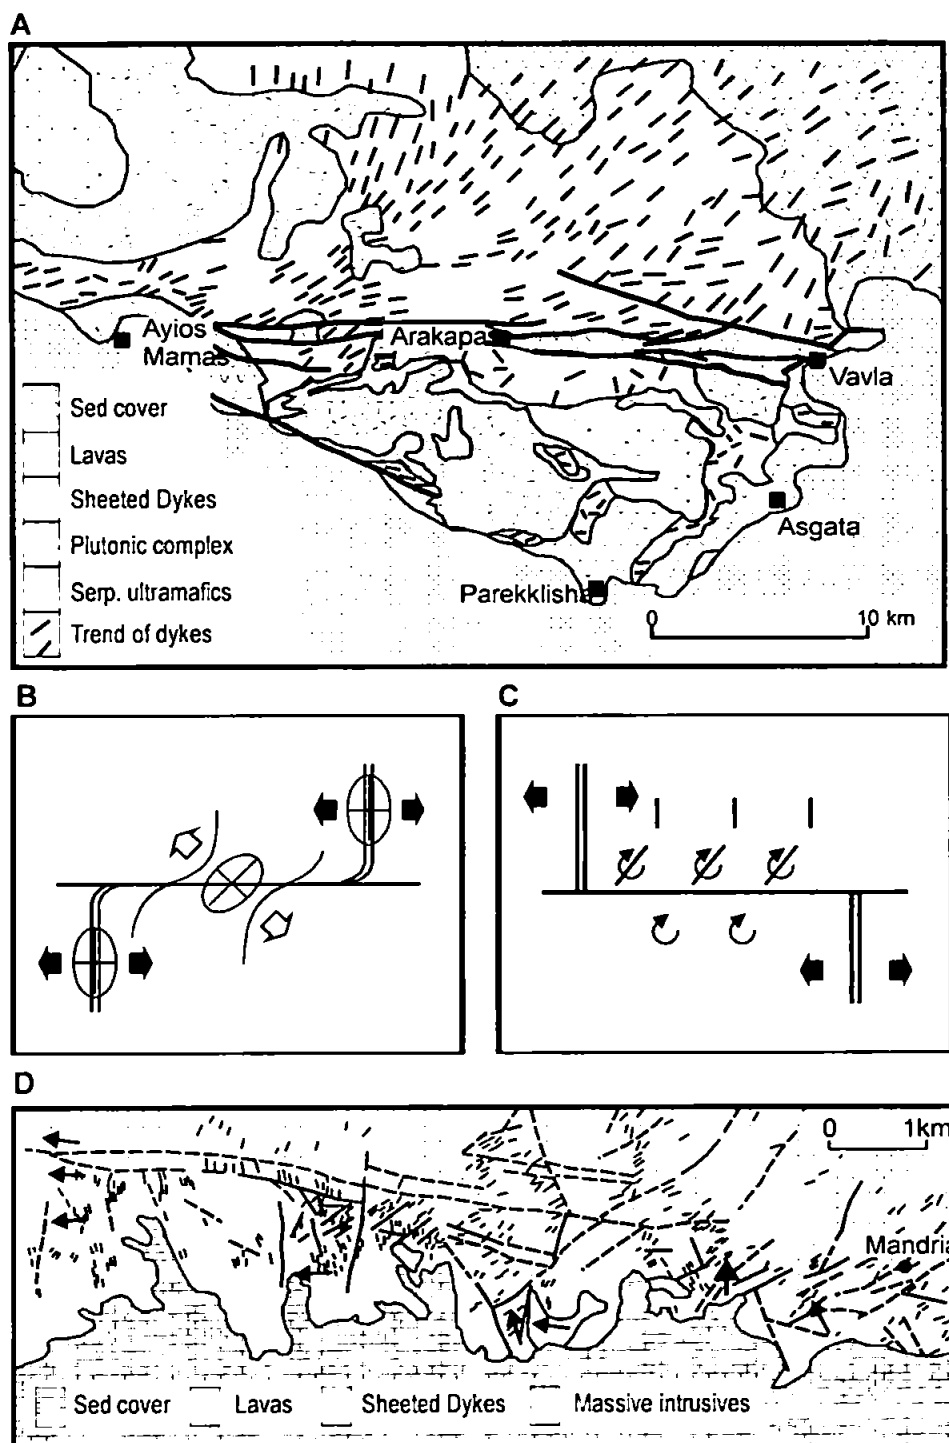 A
Ayios
Mamas
Arakapa
Vavla
Sed cover
Lavas
Sheeted Dykes
Asgata
Plutonic complex
Serp. ultramafics
Parekklisha
Trend of dykes
0 10 km
B
C
D
0 1km
Mandria
Sed cover Lavas Sheeted Dykes Massive intrusives